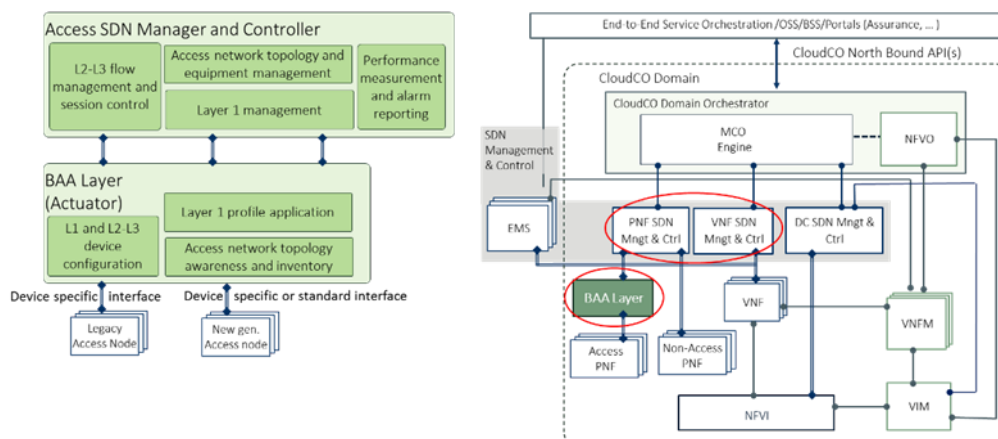 Access SDN Manager and Controller
L2-L3 flow
management and
session control
Access network topology and
equipment management
Layer 1 management
Performance
measurement
and alarm
reporting
BAA Layer
(Actuator)
L1 and L2-L3
device
configuration
Layer 1 profile application
Access network topology
awareness and inventory
Device specific interface
Device specific or standard interface
Legacy
Access Node
New gen.
Access node
End-to-End Service Orchestration /OSS/BSS/Portals (Assurance, ... )
CloudCO North Bound API(s)
CloudCO Domain
CloudCO Domain Orchestrator
SDN
Management
& Control
MCO
Engine
NFVO
EMS
PNF SDN
Mngt & Ctrl
VNF SDN
Mngt & Ctrl
DC SDN Mngt &
Ctrl
BAA Layer
VNF
VNFM
Access
PNF
Non-Access
PNF
NFVI
VIM